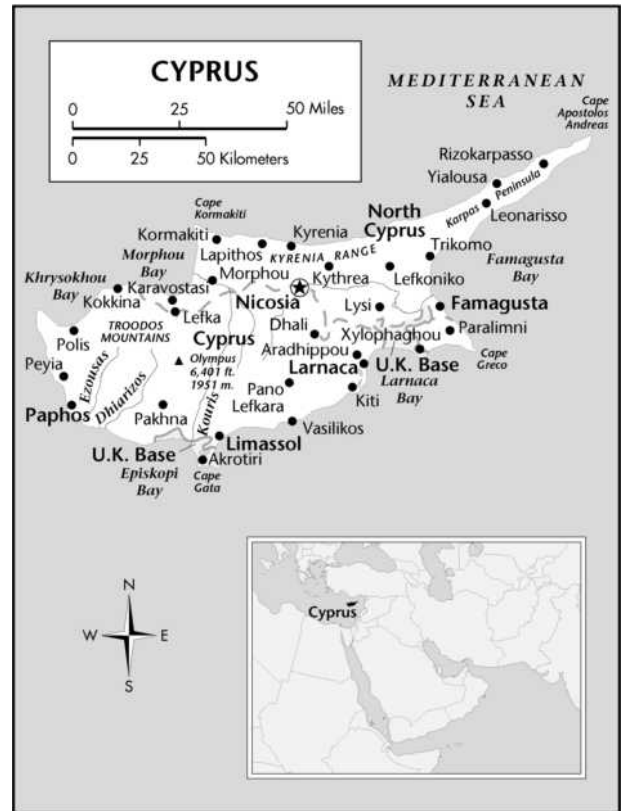 CYPRUS
0 25 50 Miles
0 25 50 Kilometers
MEDITERRANEAN
SEA
Cape
Apostolos
Andreas
Rizokarpasso
Yialousa
Karpas Peninsula
Leonarisso
North
Cyprus
Cape
Kormakiti
Kormakiti
Kyrenia
Lapithos
KYRENIA RANGE
Trikomo
Morphou
Bay
Morphou
Kythrea
Lefkoniko
Famagusta
Bay
Khrysokhou
Bay
Karavostasi
Kokkina
Nicosia
Lysi
Famagusta
Lefka
TROODOS
MOUNTAINS
Cyprus
Dhali
Xylophaghou
Paralimni
Polis
Olympus
6,401 ft.
1951 m.
Aradhippou
Cape
Greco
Peyia
Ezousas
Larnaca
U.K. Base
Larnaca
Bay
Dhiarizos
Kouris
Pano
Lefkara
Kiti
Paphos
Pakhna
Vasilikos
Limassol
U.K. Base
Akrotiri
Episkopi
Bay
Cape
Gata
N
W E
S
Cyprus